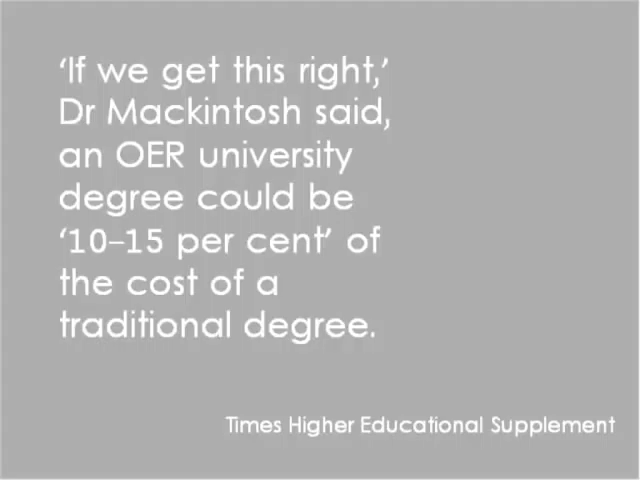 ‘If we get this right,’
Dr Mackintosh said,
an OER university
degree could be
‘10–15 per cent’ of
the cost of a
traditional degree.
Times Higher Educational Supplement